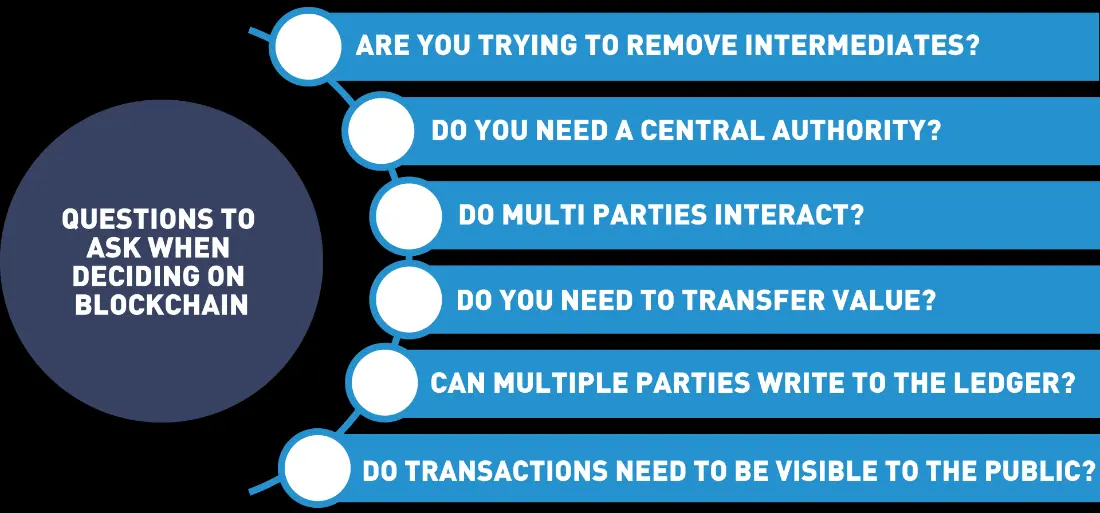 QUESTIONS TO
ASK WHEN
DECIDING ON
BLOCKCHAIN
ARE YOU TRYING TO REMOVE INTERMEDIATES?
DO YOU NEED A CENTRAL AUTHORITY?
DO MULTI PARTIES INTERACT?
DO YOU NEED TO TRANSFER VALUE?
CAN MULTIPLE PARTIES WRITE TO THE LEDGER?
DO TRANSACTIONS NEED TO BE VISIBLE TO THE PUBLIC?